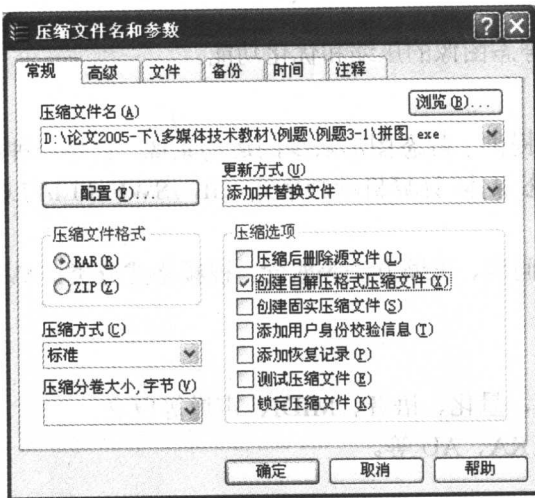 压缩文件名和参数
常规 高级 文件 备份 时间 注释
压缩文件名(A)
浏览(B)...
D:\论文2005-下\多媒体技术教材\例题\例题3-1\拼图.exe
配置(F)...
更新方式(U)
添加并替换文件
压缩文件格式
RAR(R)
ZIP(Z)
压缩方式(C)
标准
压缩分卷大小,字节(V)
压缩选项
压缩后删除源文件(L)
创建自解压格式压缩文件(X)
创建固实压缩文件(S)
添加用户身份校验信息(I)
添加恢复记录(P)
测试压缩文件(E)
锁定压缩文件(K)
确定 取消 帮助